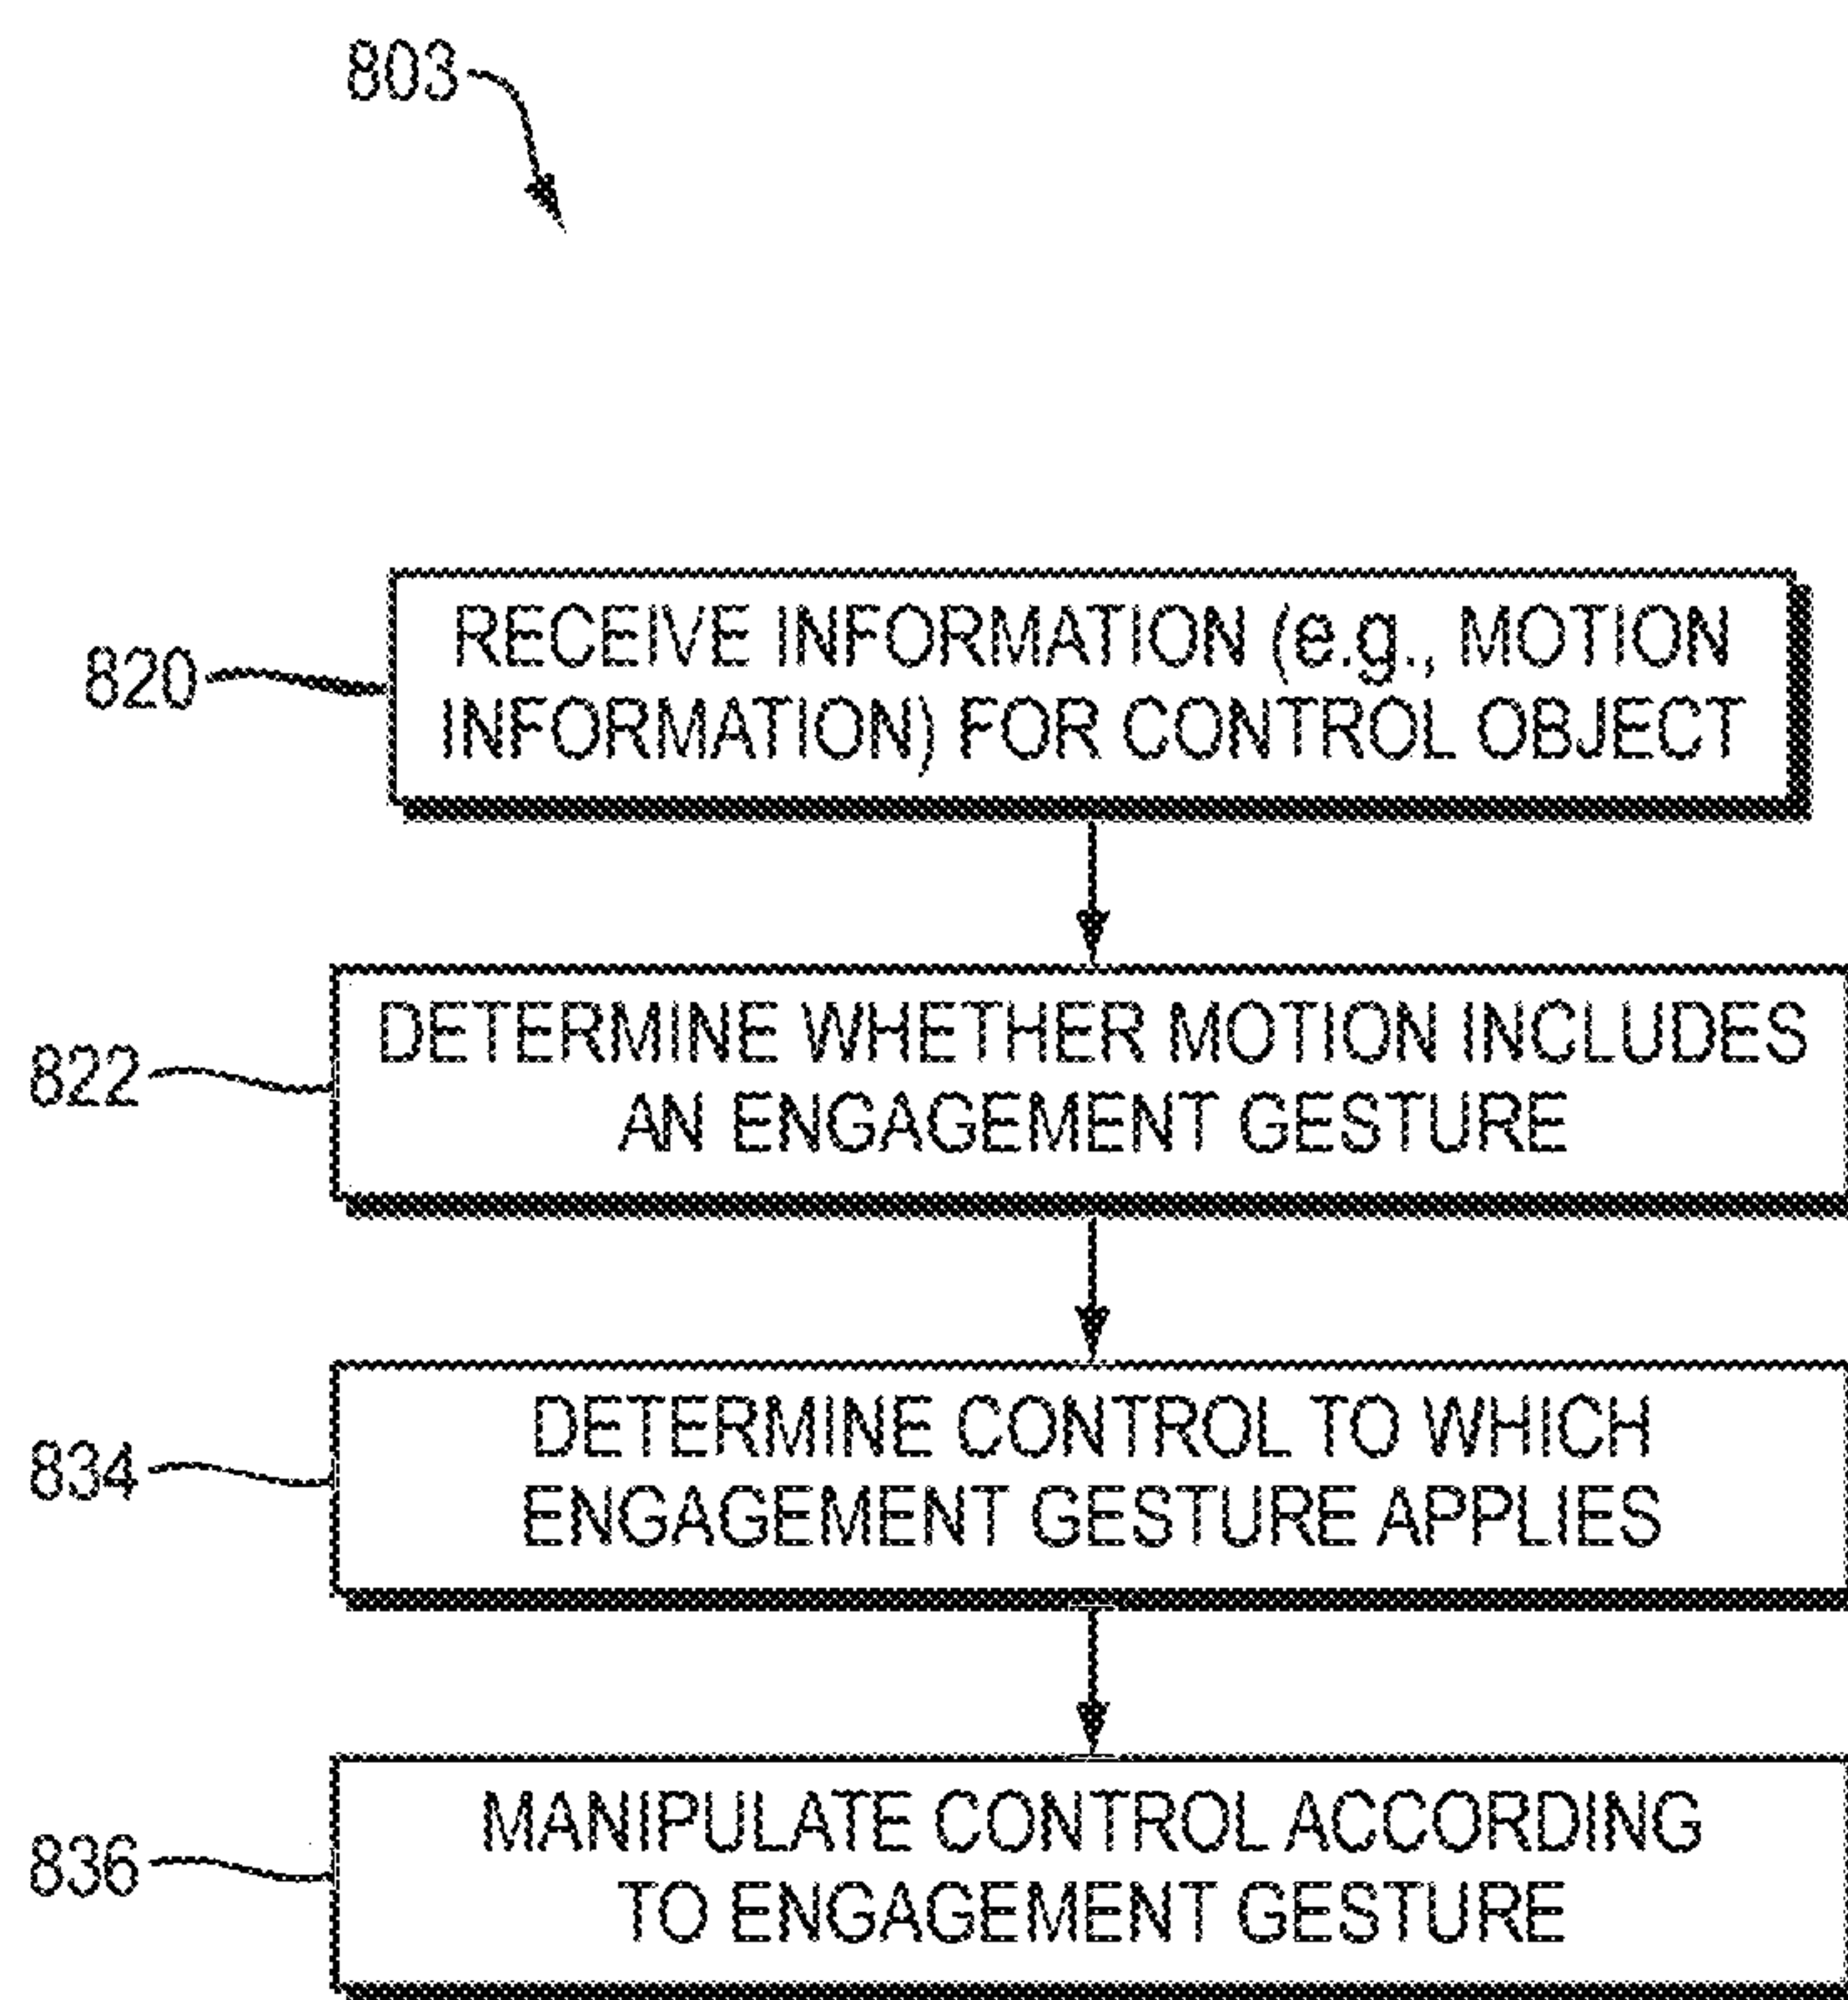 803
820
RECEIVE INFORMATION (e.g., MOTION
INFORMATION) FOR CONTROL OBJECT
822
DETERMINE WHETHER MOTION INCLUDES
AN ENGAGEMENT GESTURE
834
DETERMINE CONTROL TO WHICH
ENGAGEMENT GESTURE APPLIES
836
MANIPULATE CONTROL ACCORDING
TO ENGAGEMENT GESTURE